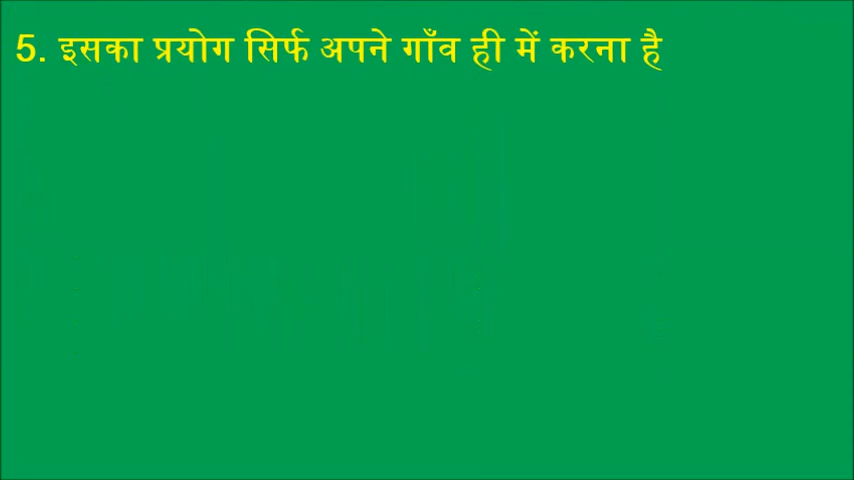 5. इसका प्रयोग सिर्फ अपने गाँव ही में करना है